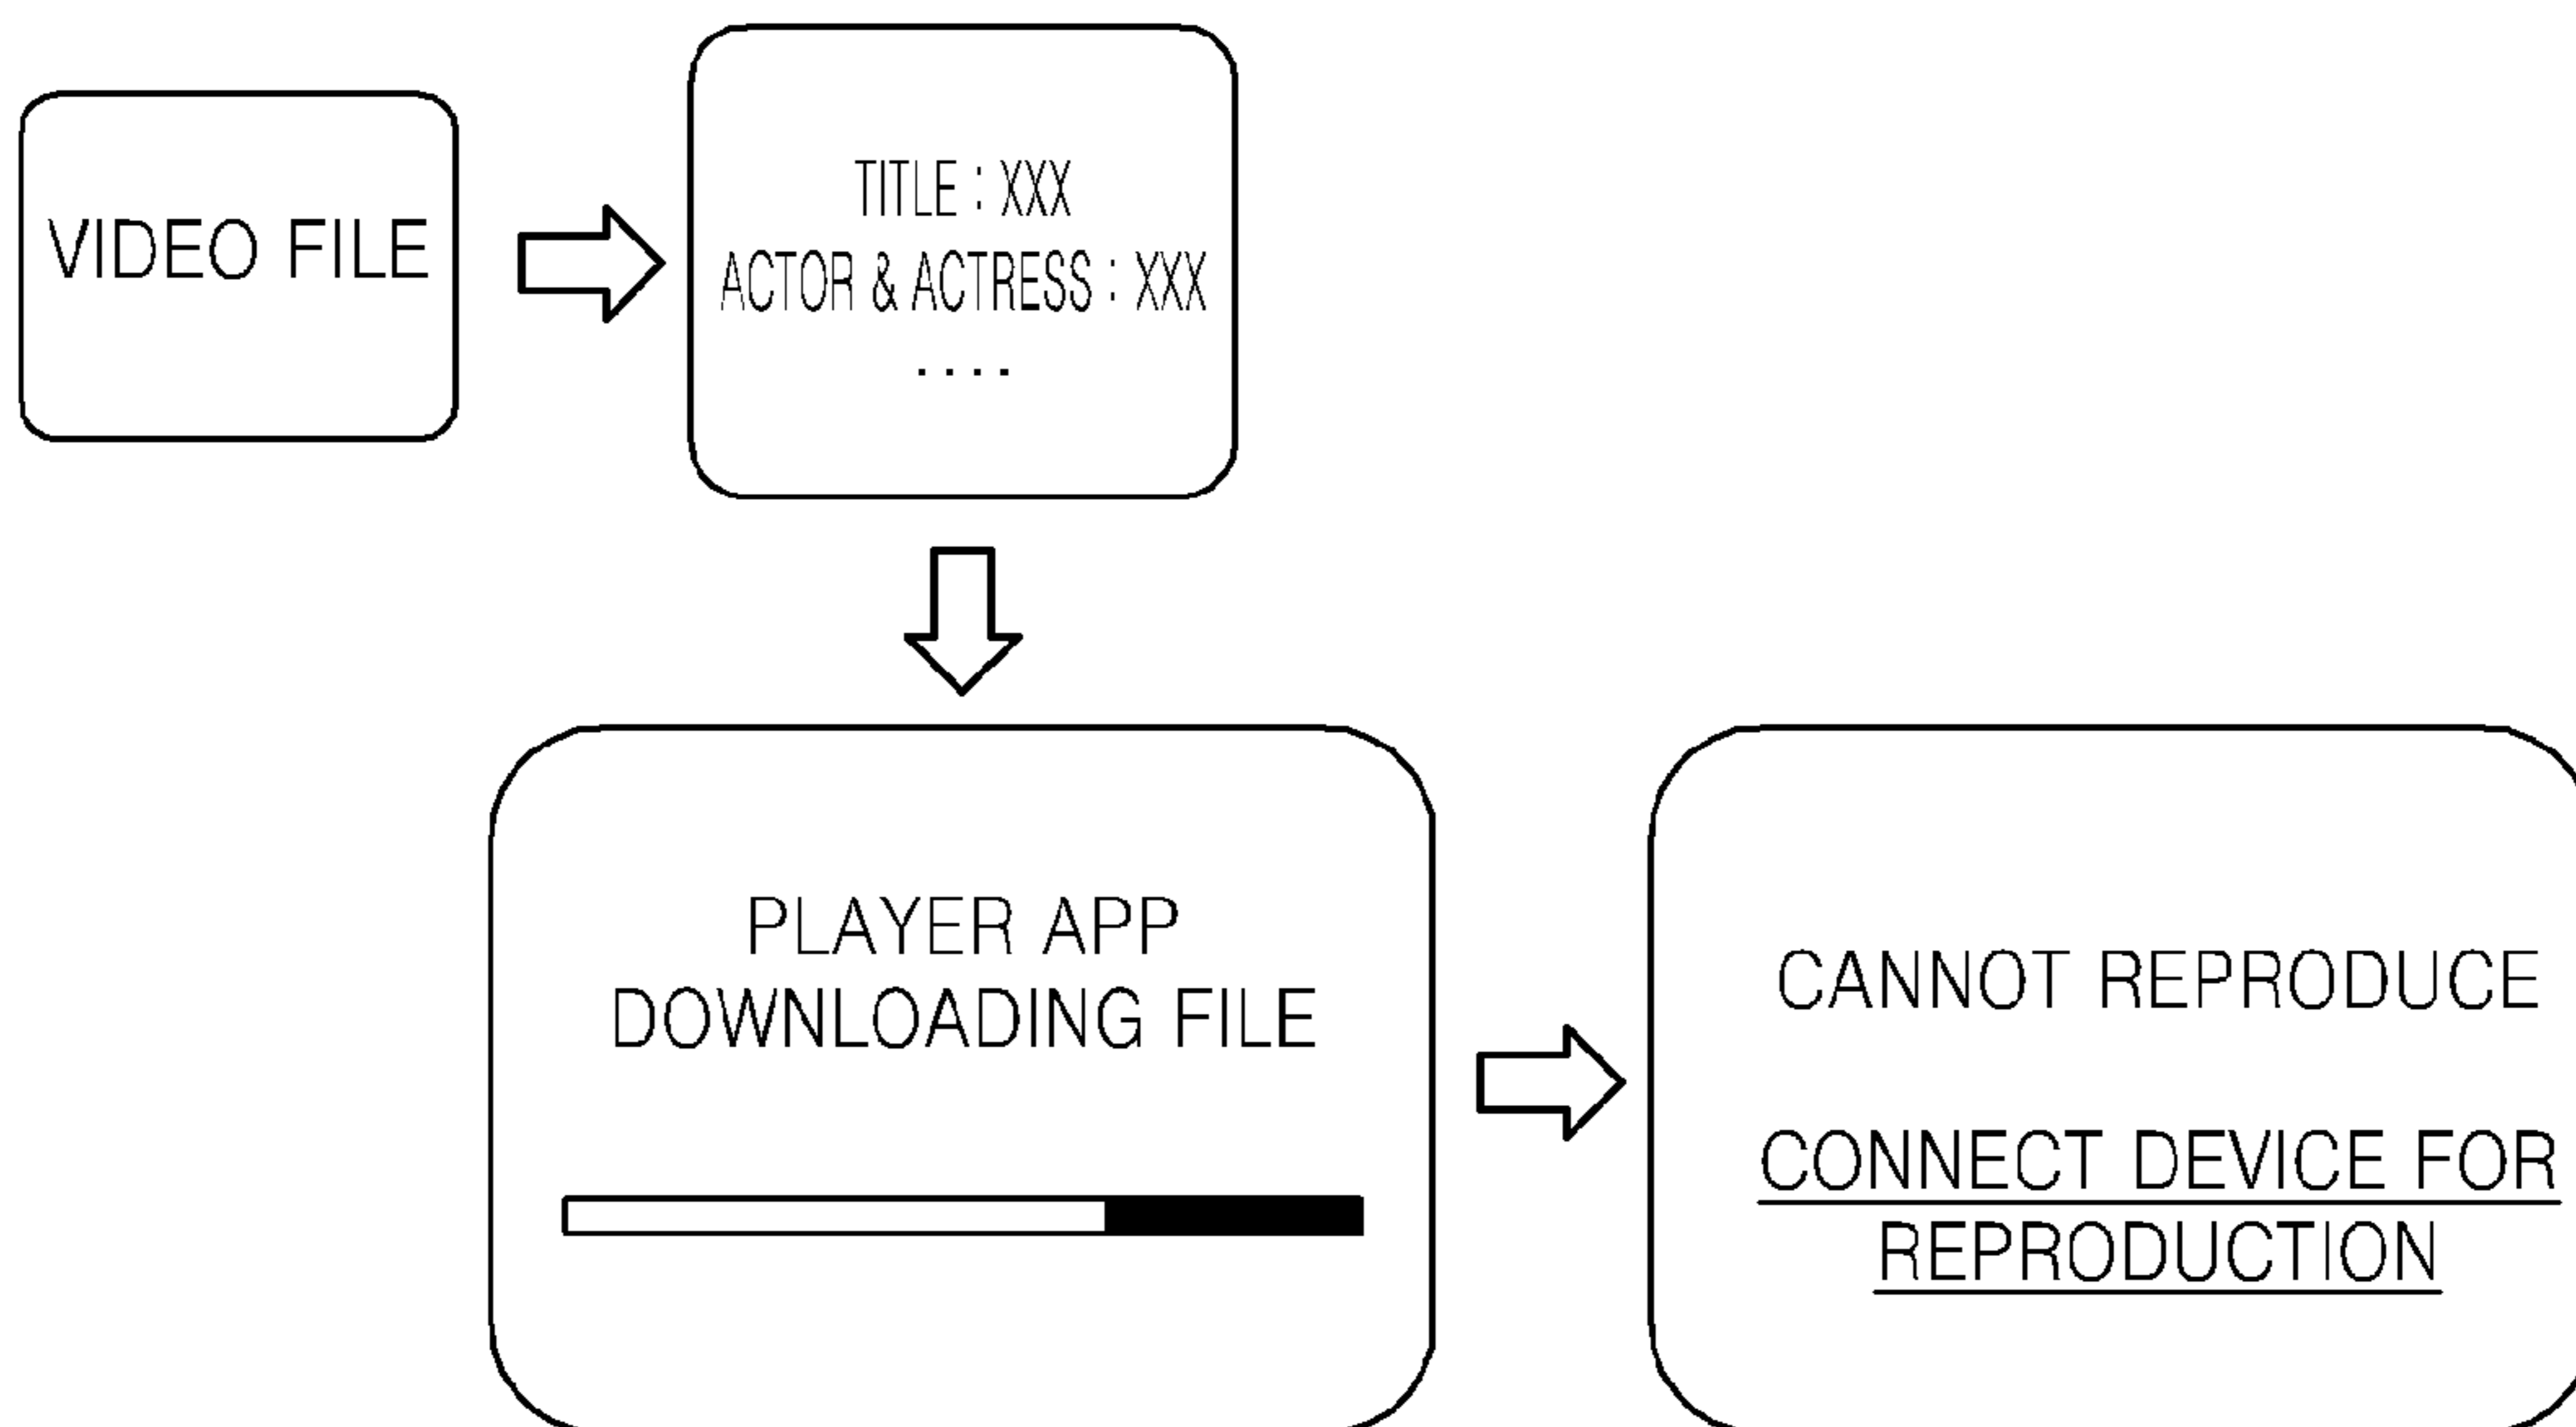 VIDEO FILE
TITLE : XXX
ACTOR & ACTRESS : XXX
....
PLAYER APP
DOWNLOADING FILE
CANNOT REPRODUCE
CONNECT DEVICE FOR
REPRODUCTION